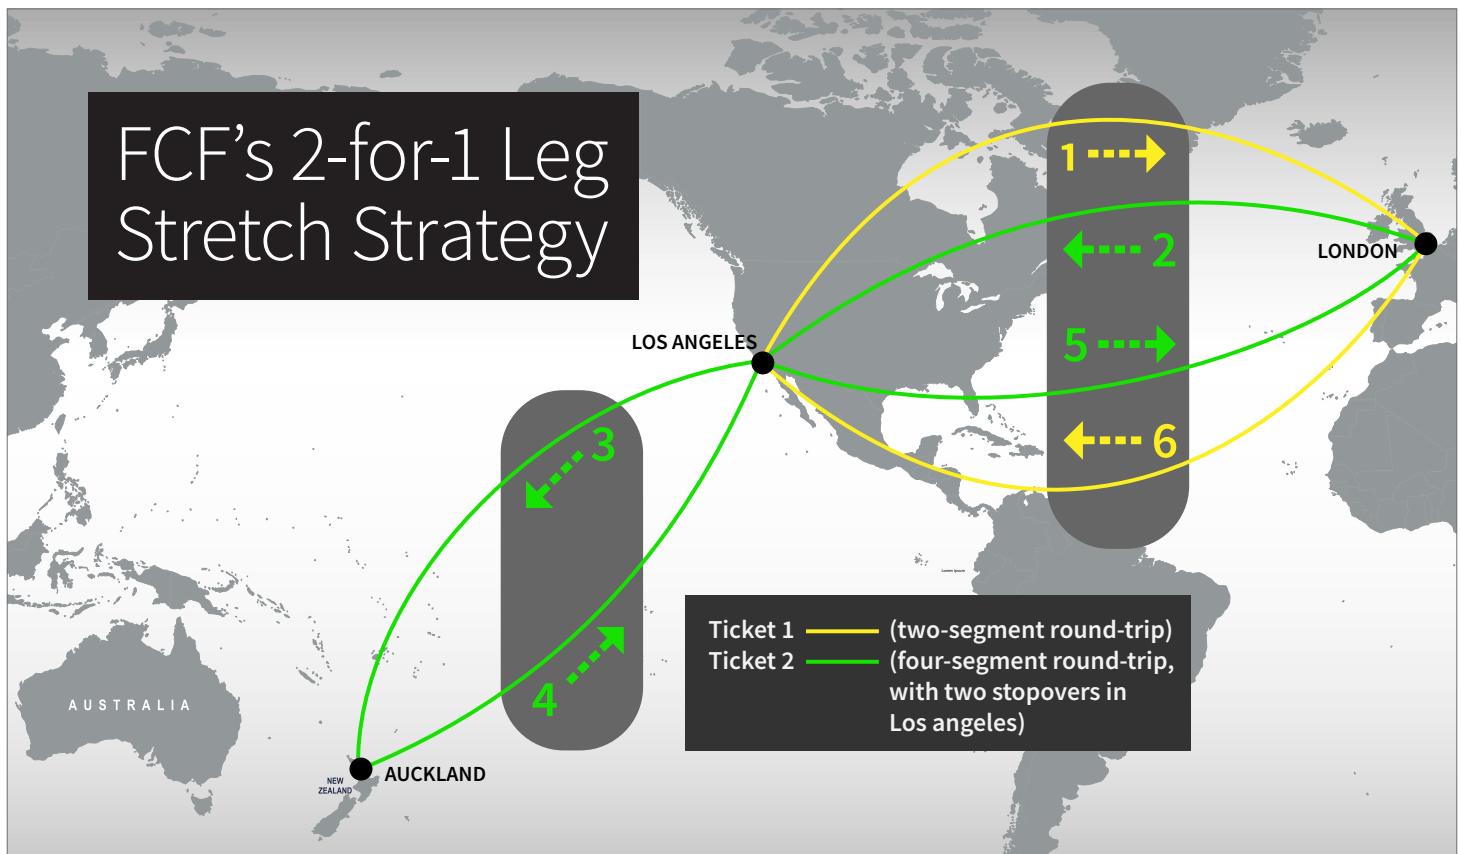 FCF’s 2-for-1 Leg
Stretch Strategy
1
2
LONDON
LOS ANGELES
5
3
6
Lorem Ipsum
4
Ticket 1 (two-segment round-trip)
Ticket 2 (four-segment round-trip,
with two stopovers in
Los angeles)
AUSTRALIA
AUCKLAND
NEW
ZEALAND